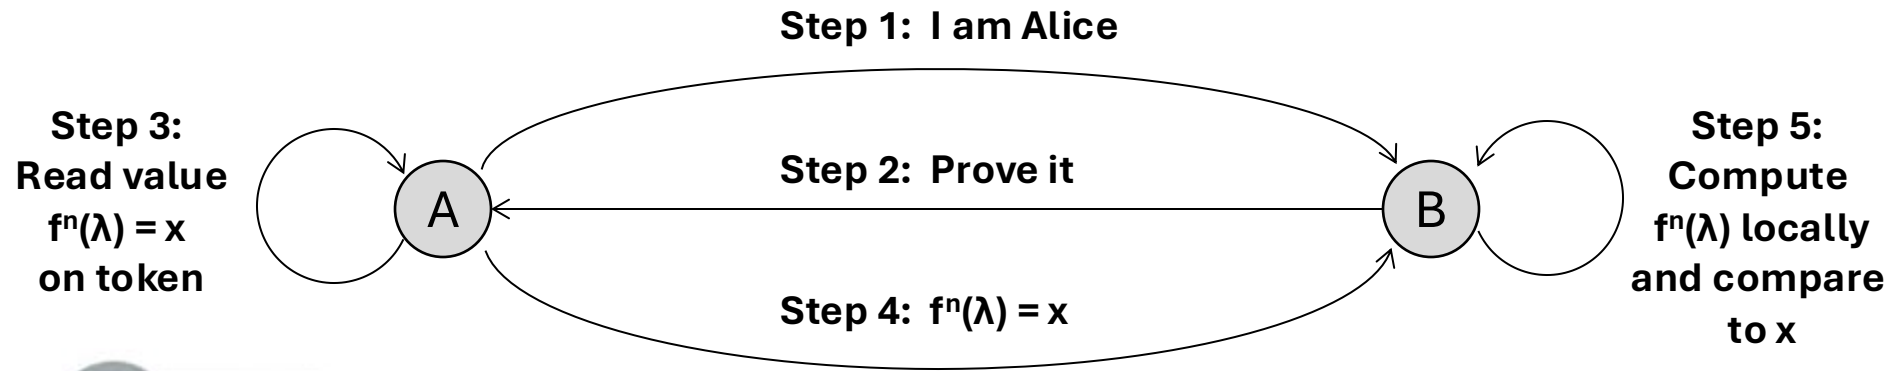 Step 1: I am Alice
Step 3:
Read value
fⁿ(λ) = x
on token
A
Step 2: Prove it
B
Step 4: fⁿ(λ) = x
Step 5:
Compute
fⁿ(λ) locally
and compare
to x